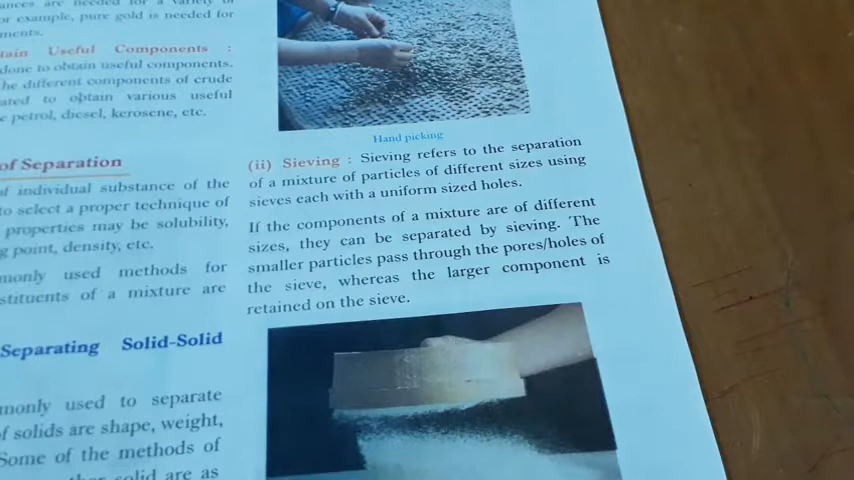 ances are needed for a variety of
or example, pure gold is needed for
ments.
tain Useful Components :
done to obtain useful components.
he different components of crude
ated to obtain various useful
c petrol, diesel, kerosene, etc.
of Separation
of individual substance of the
to select a proper technique of
properties may be solubility,
g point, density, etc.
monly used methods for
stituents of a mixture are
Separating Solid-Solid
monly used to separate
of solids are shape, weight,
Some of the methods of
solid are as
Hand picking
(ii) Sieving : Sieving refers to the separation
of a mixture of particles of different sizes using
sieves each with a uniform sized holes.
If the components of a mixture are of different
sizes, they can be separated by sieving. The
smaller particles pass through the pores/holes of
the sieve, whereas the larger component is
retained on the sieve.